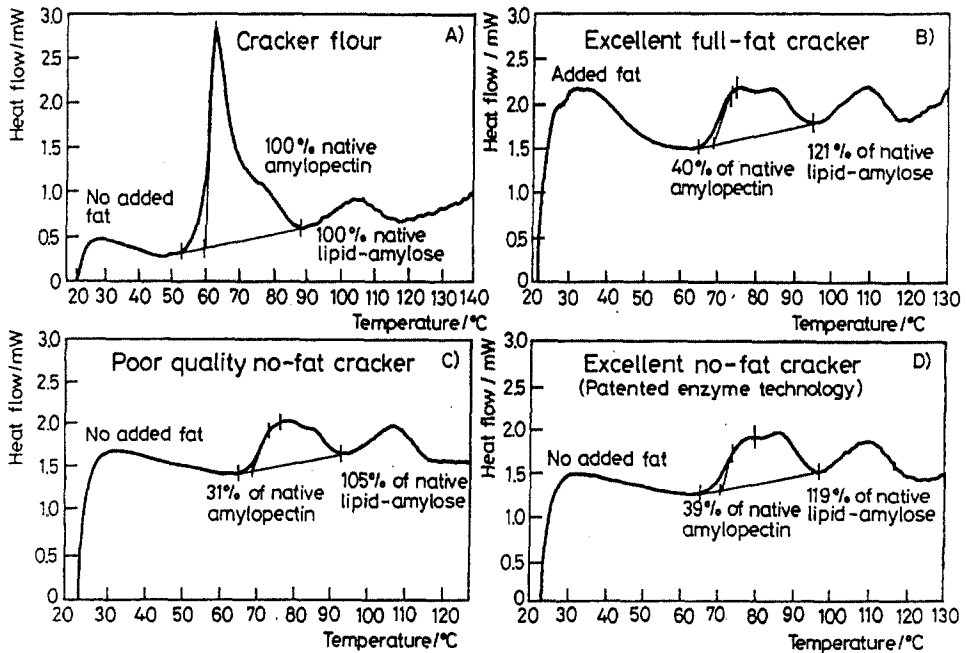 A)
Cracker flour
Heat flow/mW
3.0
2.5
2.0
1.5
1.0
0.5
0
100% native
amylopectin
No added
fat
100% native
lipid-amylose
20 30 40 50 60 70 80 90 100 110 120 130 140
Temperature/°C
B)
Excellent full-fat cracker
Heat flow / mW
3.0
2.5
2.0
1.5
1.0
0.5
0
Added fat
40% of native
amylopectin
121% of native
lipid-amylose
20 30 40 50 60 70 80 90 100 110 120 130
Temperature/°C
C)
Poor quality no-fat cracker
Heat flow/mW
3.0
2.5
2.0
1.5
1.0
0.5
0
No added fat
31% of native
amylopectin
105% of native
lipid-amylose
20 30 40 50 60 70 80 90 100 110 120
Temperature/°C
D)
Excellent no-fat cracker
(Patented enzyme technology)
Heat flow / mW
3.0
2.5
2.0
1.5
1.0
0.5
0
No added fat
39% of native
amylopectin
119% of native
lipid-amylose
20 30 40 50 60 70 80 90 100 110 120 130
Temperature/°C